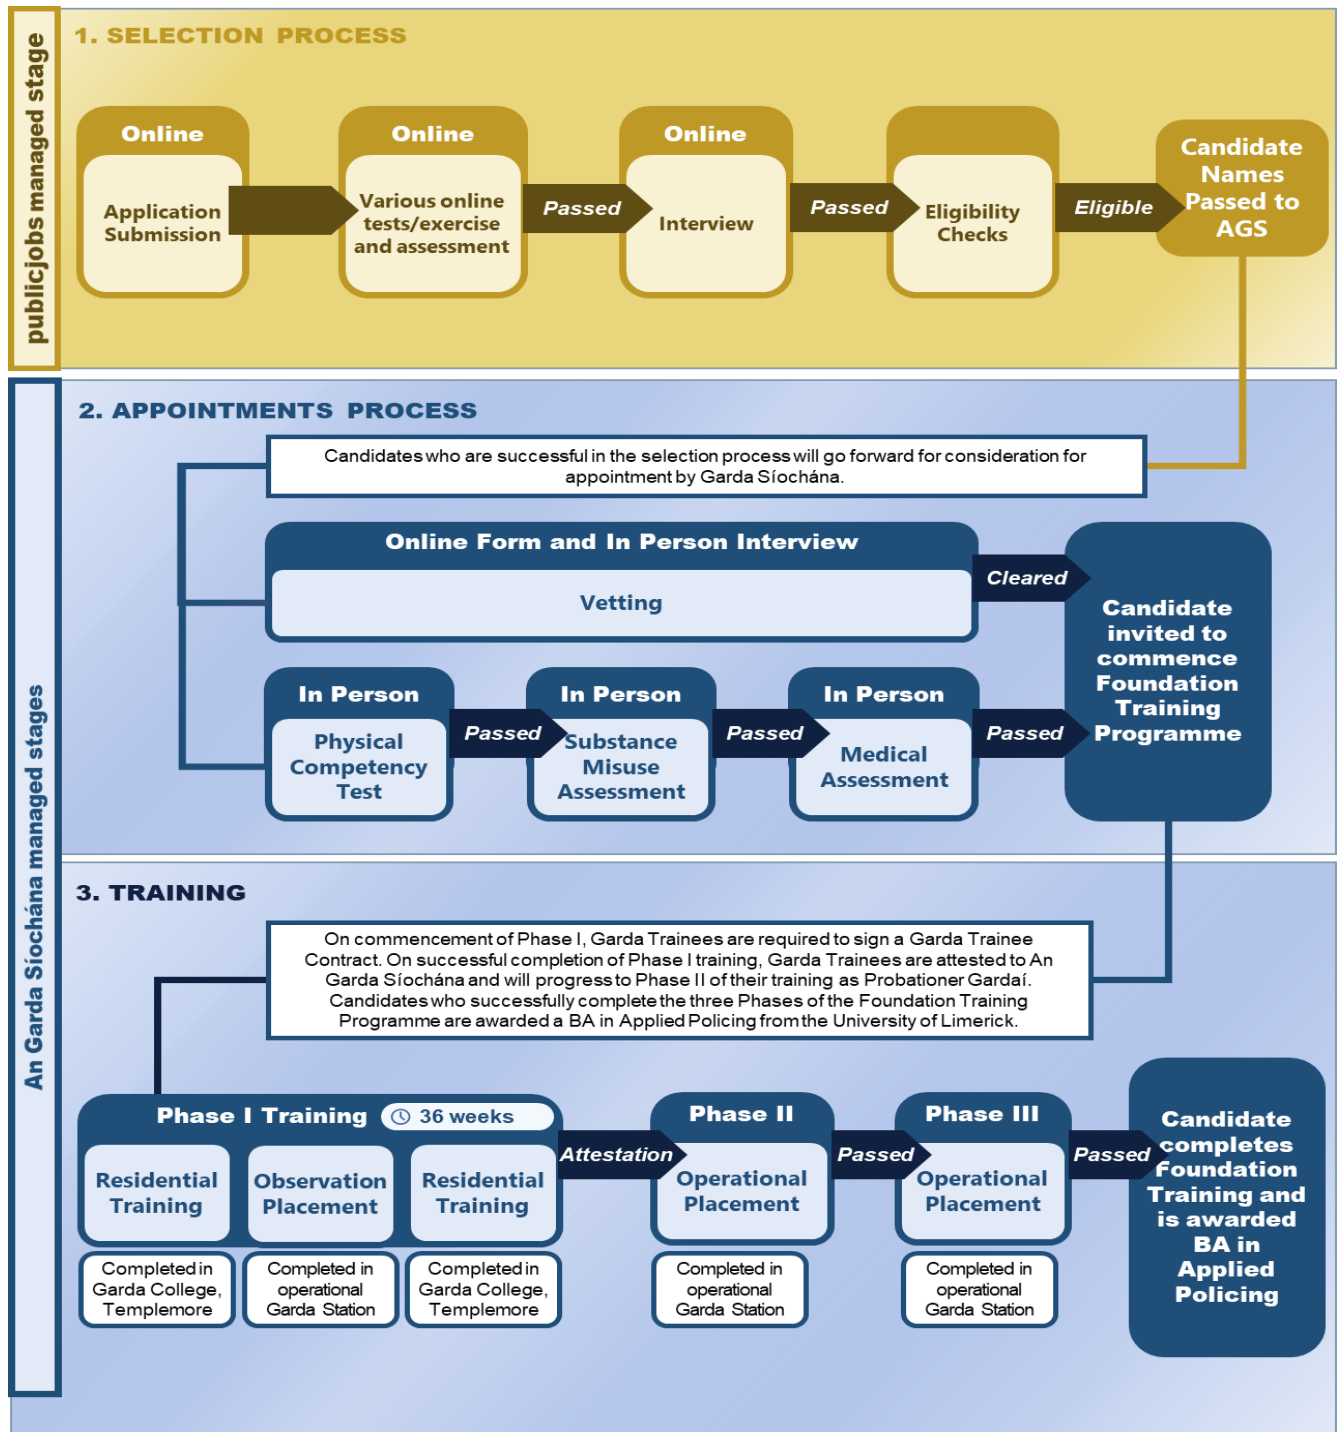 publicjobs managed stage
1. SELECTION PROCESS
Online
Application
Submission
Online
Various online
tests/exercise
and assessment
Passed
Online
Interview
Passed
Eligibility
Checks
Eligible
Candidate
Names
Passed to
AGS
An Garda Síochána managed stages
2. APPOINTMENTS PROCESS
Candidates who are successful in the selection process will go forward for consideration for
appointment by Garda Síochána.
Online Form and In Person Interview
Vetting
Cleared
In Person
Physical
Competency
Test
Passed
In Person
Substance
Misuse
Assessment
Passed
In Person
Medical
Assessment
Passed
Candidate
invited to
commence
Foundation
Training
Programme
3. TRAINING
On commencement of Phase I, Garda Trainees are required to sign a Garda Trainee
Contract. On successful completion of Phase I training, Garda Trainees are attested to An
Garda Síochána and will progress to Phase II of their training as Probationer Gardaí.
Candidates who successfully complete the three Phases of the Foundation Training
Programme are awarded a BA in Applied Policing from the University of Limerick.
Phase I Training
36 weeks
Residential
Training
Observation
Placement
Residential
Training
Completed in
Garda College,
Templemore
Completed in
operational
Garda Station
Completed in
Garda College,
Templemore
Attestation
Phase II
Operational
Placement
Completed in
operational
Garda Station
Passed
Phase III
Operational
Placement
Completed in
operational
Garda Station
Passed
Candidate
completes
Foundation
Training and
is awarded
BA in
Applied
Policing